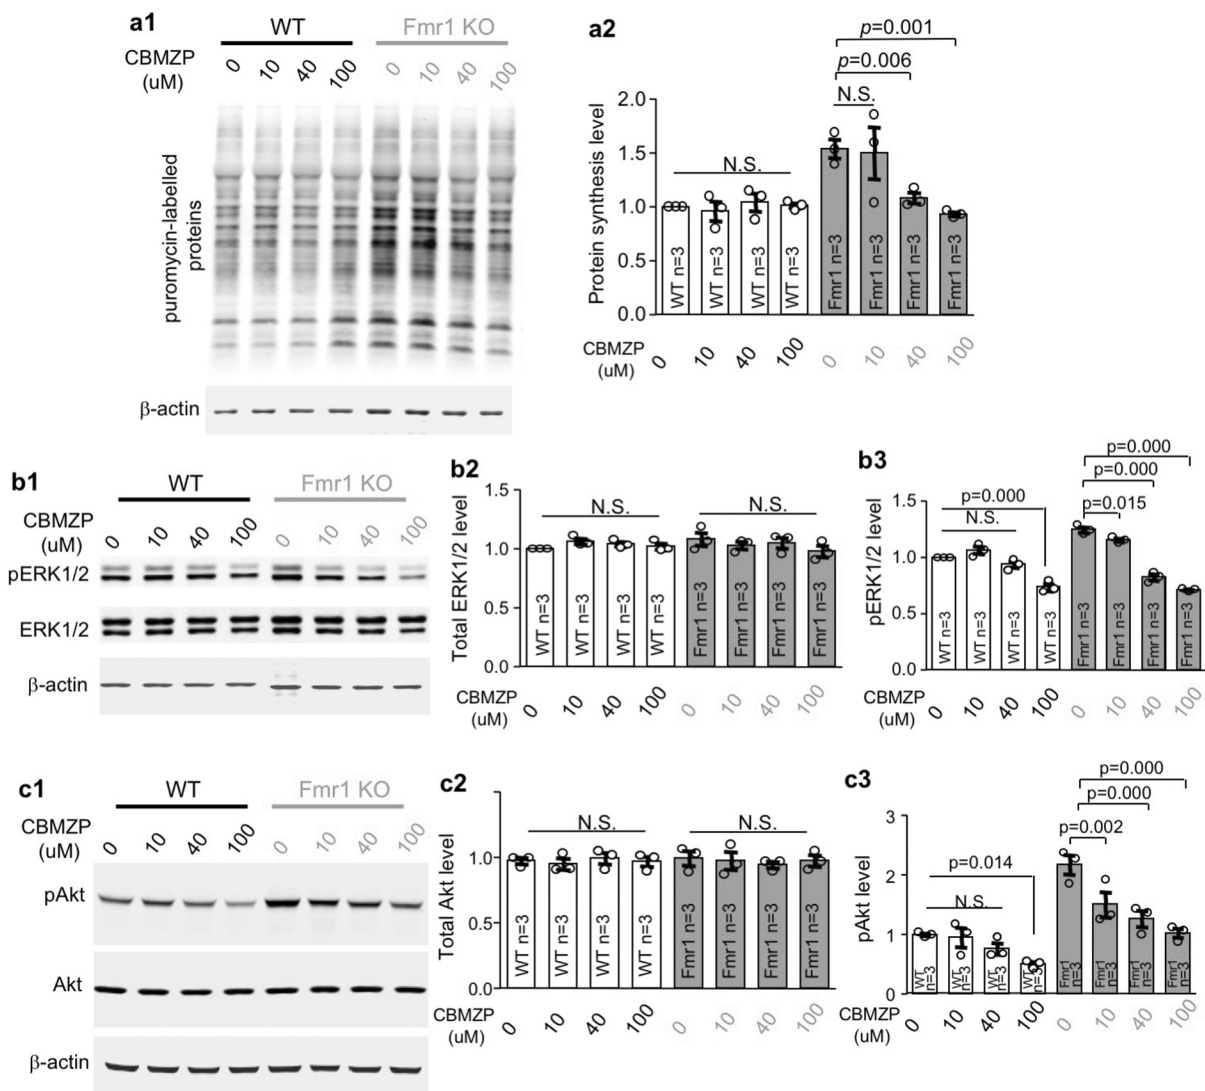 a1
WT
Fmr1 KO
CBMZP
(uM)
0 10 40 100 0 10 40 100
puromycin-labelled
proteins
β-actin
a2
p=0.001
p=0.006
N.S.
N.S.
Protein synthesis level
2.0
1.5
1.0
0.5
0.0
WT n=3 WT n=3 WT n=3 WT n=3 Fmr1 n=3 Fmr1 n=3 Fmr1 n=3 Fmr1 n=3
CBMZP
(uM)
0 10 40 100 0 10 40 100
b1
WT
Fmr1 KO
CBMZP
(uM)
0 10 40 100 0 10 40 100
pERK1/2
ERK1/2
β-actin
b2
N.S. N.S.
Total ERK1/2 level
1.5
1.0
0.5
0.0
WT n=3 WT n=3 WT n=3 WT n=3 Fmr1 n=3 Fmr1 n=3 Fmr1 n=3 Fmr1 n=3
CBMZP
(uM)
0 10 40 100 0 10 40 100
b3
p=0.000
p=0.000
p=0.015
p=0.000
N.S.
pERK1/2 level
1.5
1.0
0.5
0.0
WT n=3 WT n=3 WT n=3 WT n=3 Fmr1 n=3 Fmr1 n=3 Fmr1 n=3 Fmr1 n=3
CBMZP
(uM)
0 10 40 100 0 10 40 100
c1
WT
Fmr1 KO
CBMZP
(uM)
0 10 40 100 0 10 40 100
pAkt
Akt
β-actin
c2
N.S. N.S.
Total Akt level
1.0
0.5
0.0
WT n=3 WT n=3 WT n=3 WT n=3 Fmr1 n=3 Fmr1 n=3 Fmr1 n=3 Fmr1 n=3
CBMZP
(uM)
0 10 40 100 0 10 40 100
c3
p=0.000
p=0.000
p=0.002
p=0.014
N.S.
pAkt level
3
2
1
0
WT WT WT WT Fmr1 Fmr1 Fmr1 Fmr1
n=3 n=3 n=3 n=3 n=3 n=3 n=3 n=3
CBMZP
(uM)
0 10 40 100 0 10 40 100